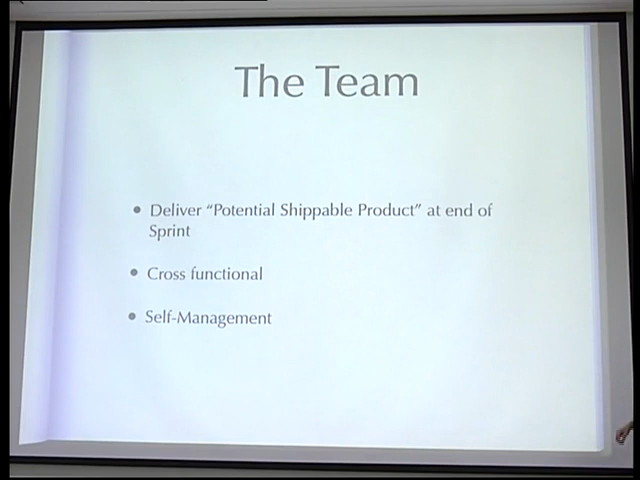 The Team
• Deliver “Potential Shippable Product” at end of
Sprint
• Cross functional
• Self-Management